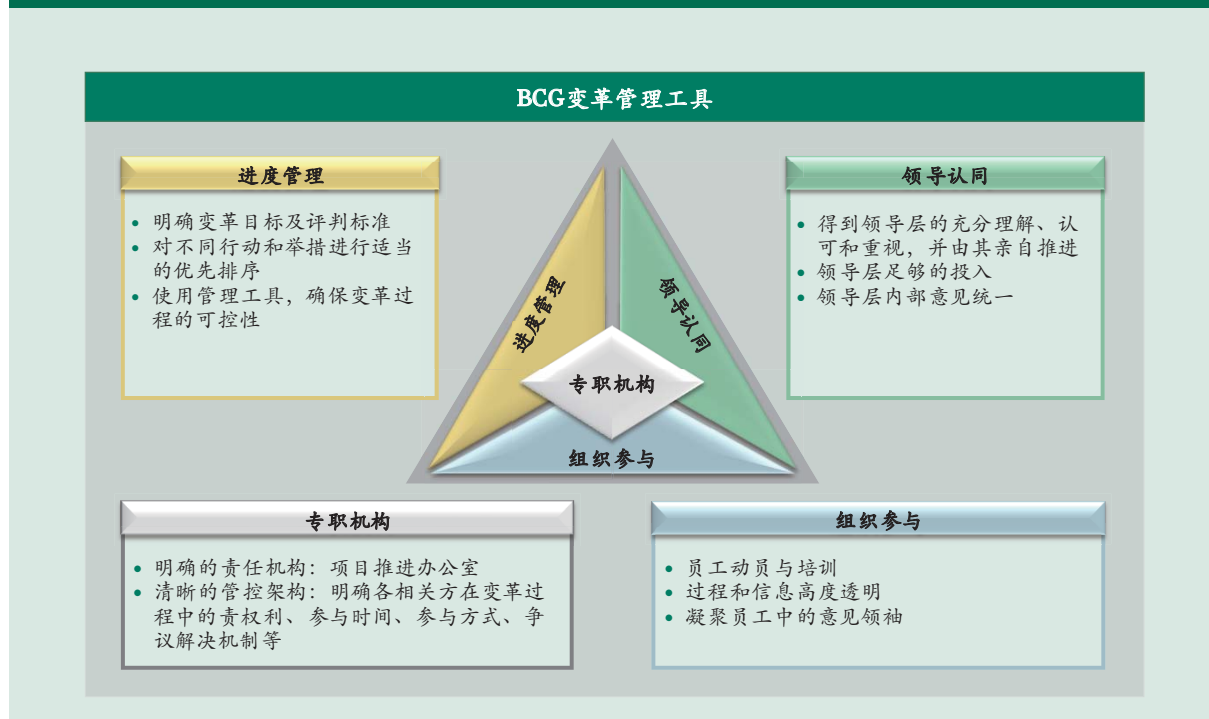 BCG变革管理工具
进度管理
• 明确变革目标及评判标准
• 对不同行动和举措进行适当
的优先排序
• 使用管理工具，确保变革过
程的可控性
领导认同
• 得到领导层的充分理解、认
可和重视，并由其亲自推进
• 领导层足够的投入
• 领导层内部意见统一
进度管理
领导认同
专职机构
组织参与
专职机构
• 明确的责任机构：项目推进办公室
• 清晰的管控架构：明确各相关方在变革过
程中的责权利、参与时间、参与方式、争
议解决机制等
组织参与
• 员工动员与培训
• 过程和信息高度透明
• 凝聚员工中的意见领袖